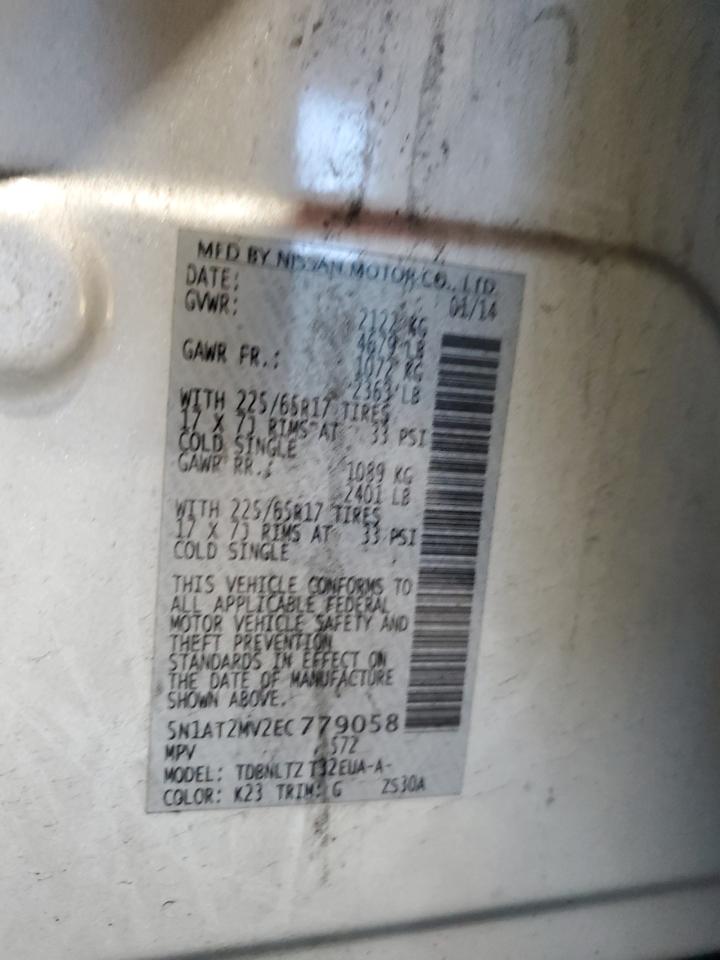 MFD BY NISSAN MOTOR CO., LTD
DATE: 01/14
GVWR: 2122 KG
4679 LB
GAWR FR.: 1072 KG
2363 LB
WITH 225/65R17 TIRES
17 X 7J RIMS AT 33 PSI
COLD SINGLE
GAWR RR.: 1089 KG
2401 LB
WITH 225/65R17 TIRES
17 X 7J RIMS AT 33 PSI
COLD SINGLE
THIS VEHICLE CONFORMS TO
ALL APPLICABLE FEDERAL
MOTOR VEHICLE SAFETY AND
THEFT PREVENTION
STANDARDS IN EFFECT ON
THE DATE OF MANUFACTURE
SHOWN ABOVE.
5N1AT2MV2EC779058
MPV 572
MODEL: TDBNLTZ T32EUA-A-
COLOR: K23 TRIM: G ZS30A